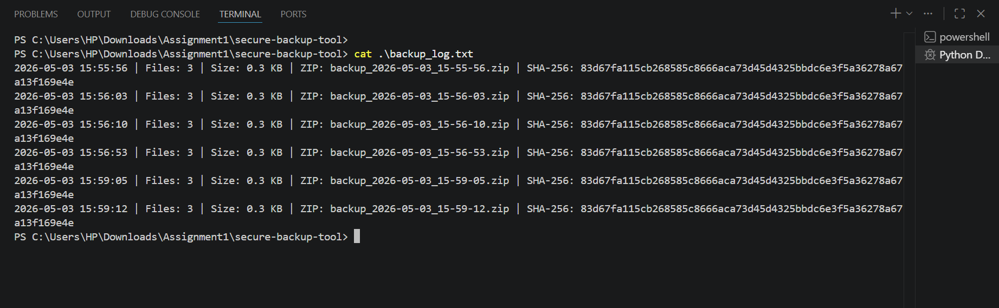 PROBLEMS OUTPUT DEBUG CONSOLE TERMINAL PORTS
PS C:\Users\HP\Downloads\Assignment1\secure-backup-tool>
PS C:\Users\HP\Downloads\Assignment1\secure-backup-tool> cat .\backup_log.txt
2026-05-03 15:55:56 | Files: 3 | Size: 0.3 KB | ZIP: backup_2026-05-03_15-55-56.zip | SHA-256: 83d67fa115cb268585c8666aca73d45d4325bbdc6e3f5a36278a67
a13f169e4e
2026-05-03 15:56:03 | Files: 3 | Size: 0.3 KB | ZIP: backup_2026-05-03_15-56-03.zip | SHA-256: 83d67fa115cb268585c8666aca73d45d4325bbdc6e3f5a36278a67
a13f169e4e
2026-05-03 15:56:10 | Files: 3 | Size: 0.3 KB | ZIP: backup_2026-05-03_15-56-10.zip | SHA-256: 83d67fa115cb268585c8666aca73d45d4325bbdc6e3f5a36278a67
a13f169e4e
2026-05-03 15:56:53 | Files: 3 | Size: 0.3 KB | ZIP: backup_2026-05-03_15-56-53.zip | SHA-256: 83d67fa115cb268585c8666aca73d45d4325bbdc6e3f5a36278a67
a13f169e4e
2026-05-03 15:59:05 | Files: 3 | Size: 0.3 KB | ZIP: backup_2026-05-03_15-59-05.zip | SHA-256: 83d67fa115cb268585c8666aca73d45d4325bbdc6e3f5a36278a67
a13f169e4e
2026-05-03 15:59:12 | Files: 3 | Size: 0.3 KB | ZIP: backup_2026-05-03_15-59-12.zip | SHA-256: 83d67fa115cb268585c8666aca73d45d4325bbdc6e3f5a36278a67
a13f169e4e
PS C:\Users\HP\Downloads\Assignment1\secure-backup-tool>
powershell
Python D...